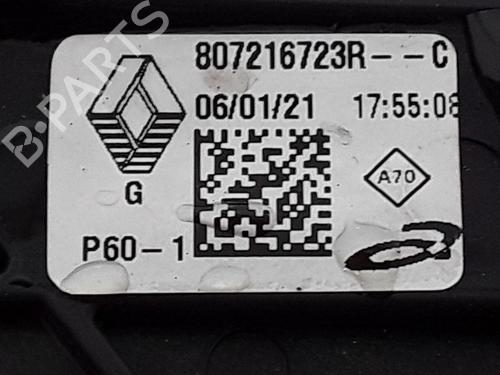 807216723R--C
06/01/21 17:55:08
G
A70
P60-1
B-PARTS